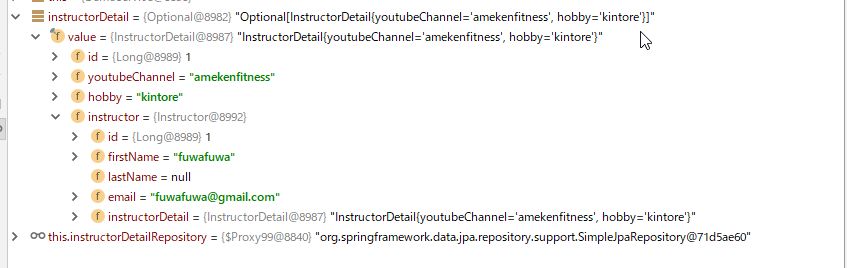 instructorDetail = {Optional@8982} "Optional[InstructorDetail{youtubeChannel='amekenfitness', hobby='kintore'}]"
f value = {InstructorDetail@8987} "InstructorDetail{youtubeChannel='amekenfitness', hobby='kintore'}"
f id = {Long@8989} 1
f youtubeChannel = "amekenfitness"
f hobby = "kintore"
f instructor = {Instructor@8992}
f id = {Long@8989} 1
f firstName = "fuwafuwa"
f lastName = null
f email = "fuwafuwa@gmail.com"
f instructorDetail = {InstructorDetail@8987} "InstructorDetail{youtubeChannel='amekenfitness', hobby='kintore'}"
this.instructorDetailRepository = {$Proxy99@8840} "org.springframework.data.jpa.repository.support.SimpleJpaRepository@71d5ae60"